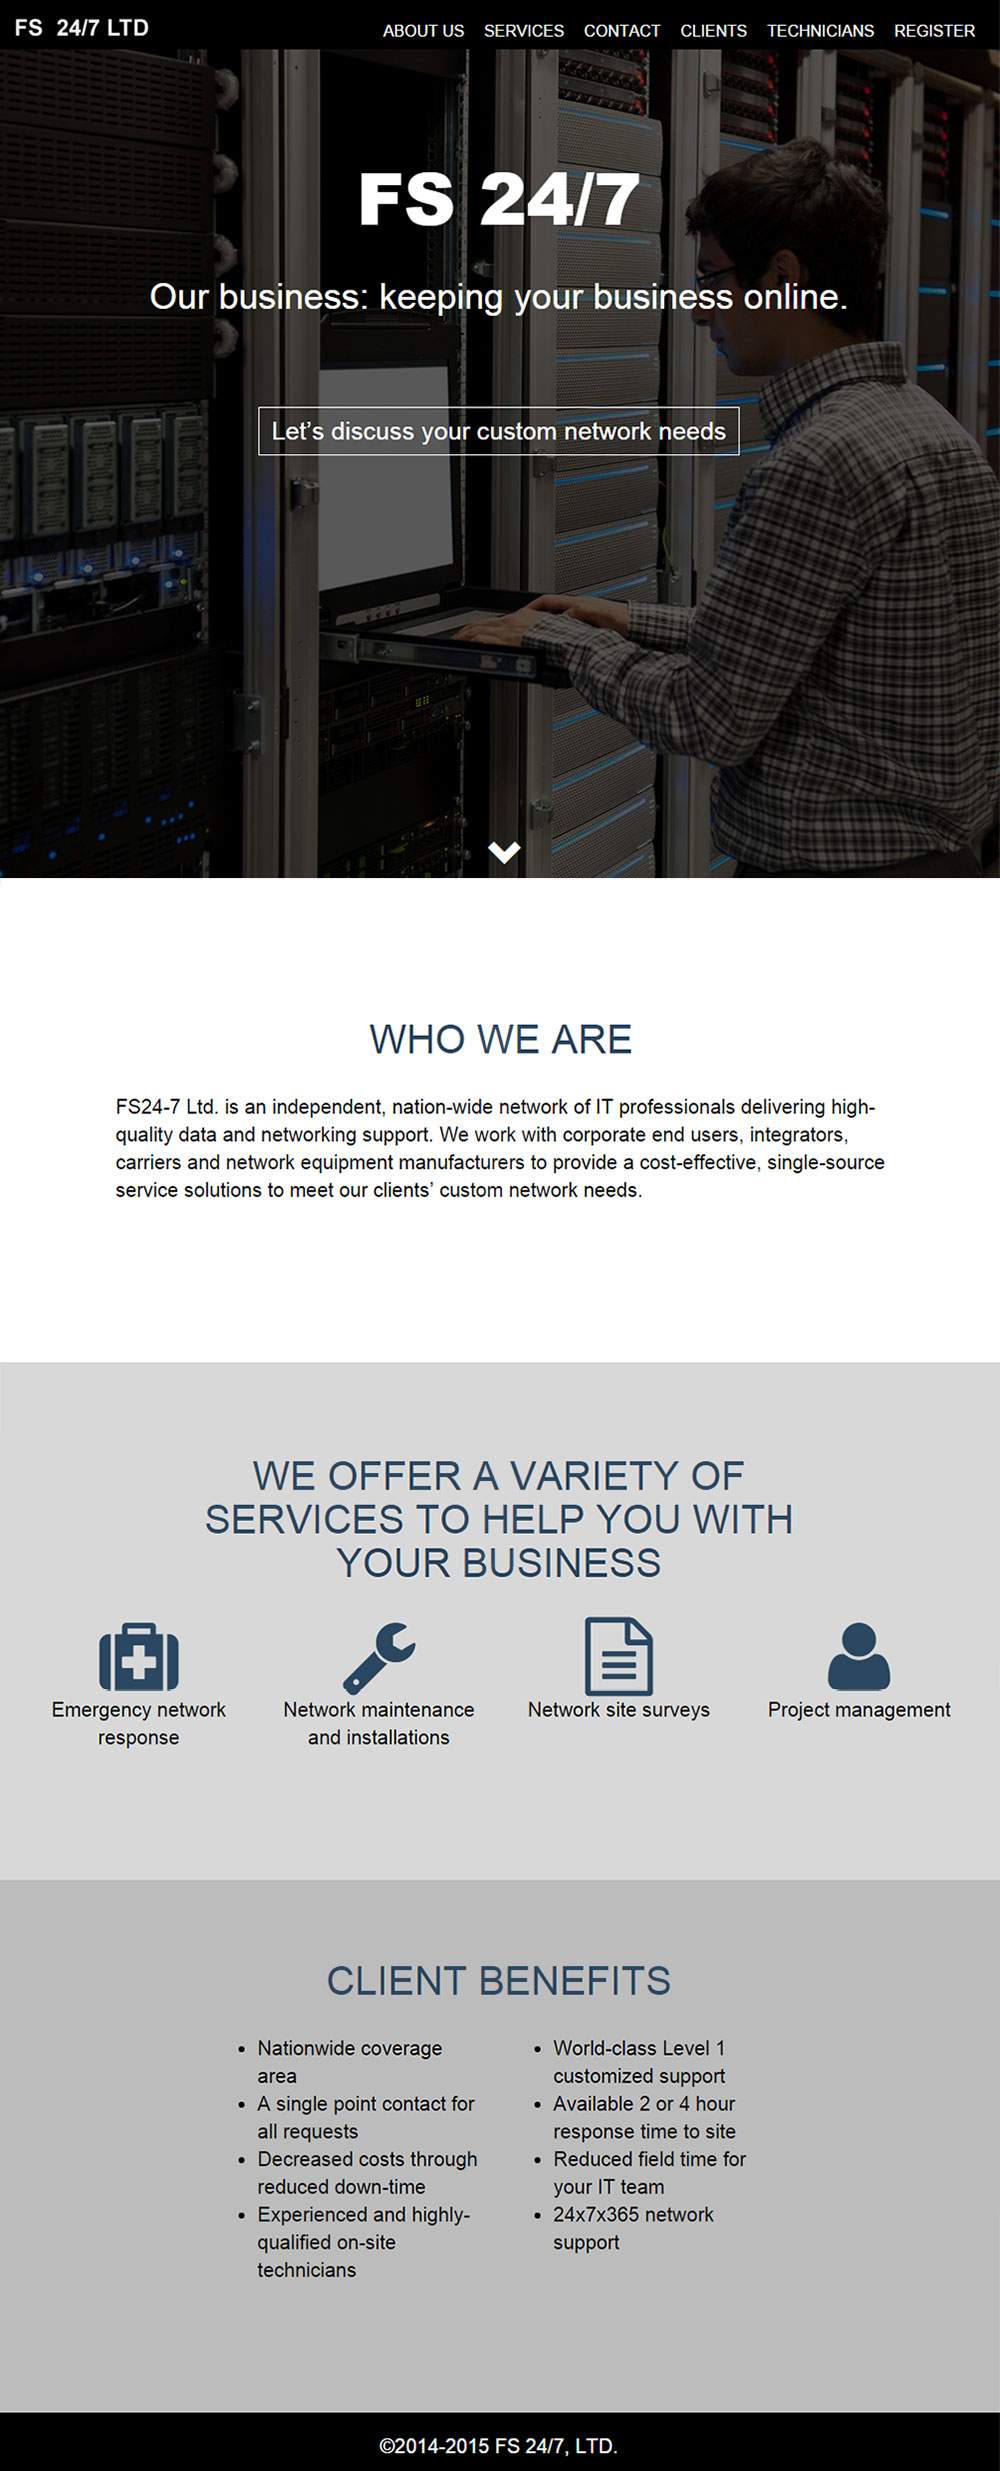 FS 24/7 LTD
ABOUT US SERVICES CONTACT CLIENTS TECHNICIANS REGISTER
FS 24/7
Our business: keeping your business online.
Let’s discuss your custom network needs
WHO WE ARE
FS24-7 Ltd. is an independent, nation-wide network of IT professionals delivering high-
quality data and networking support. We work with corporate end users, integrators,
carriers and network equipment manufacturers to provide a cost-effective, single-source
service solutions to meet our clients’ custom network needs.
WE OFFER A VARIETY OF
SERVICES TO HELP YOU WITH
YOUR BUSINESS
Emergency network
response
Network maintenance
and installations
Network site surveys
Project management
CLIENT BENEFITS
• Nationwide coverage
area
• A single point contact for
all requests
• Decreased costs through
reduced down-time
• Experienced and highly-
qualified on-site
technicians
• World-class Level 1
customized support
• Available 2 or 4 hour
response time to site
• Reduced field time for
your IT team
• 24x7x365 network
support
©2014-2015 FS 24/7, LTD.